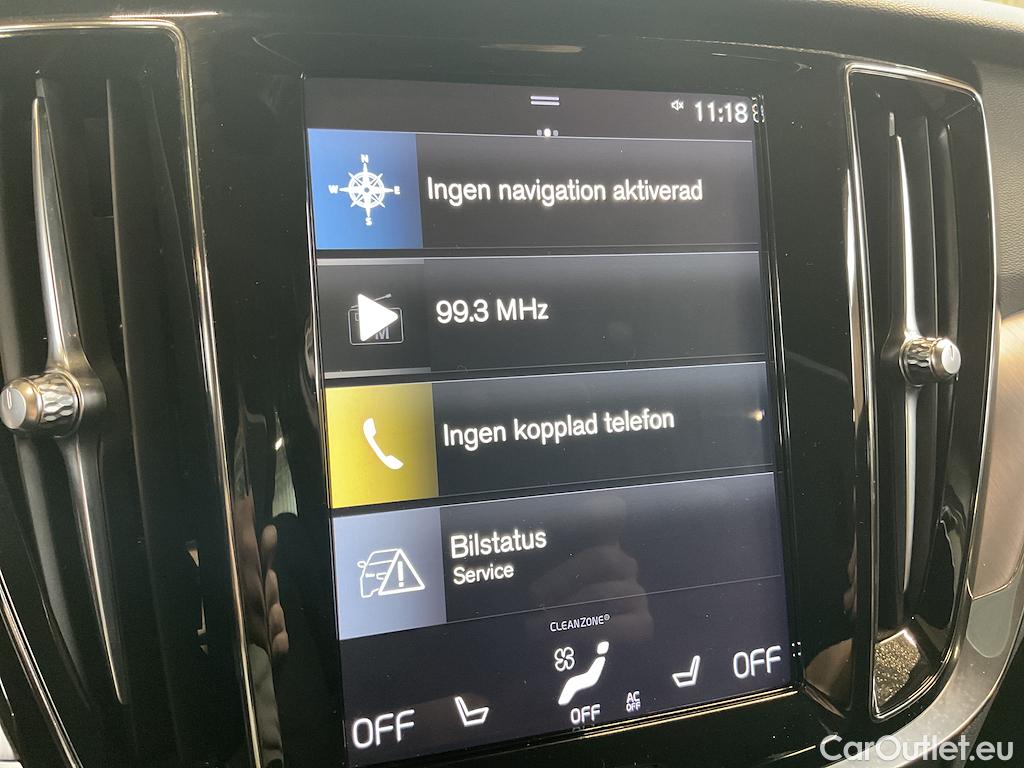 11:18
N
W E
S
Ingen navigation aktiverad
99.3 MHz
Ingen kopplad telefon
Bilstatus
Service
CLEANZONE®
OFF
OFF
AC
OFF
OFF
CarOutlet.eu